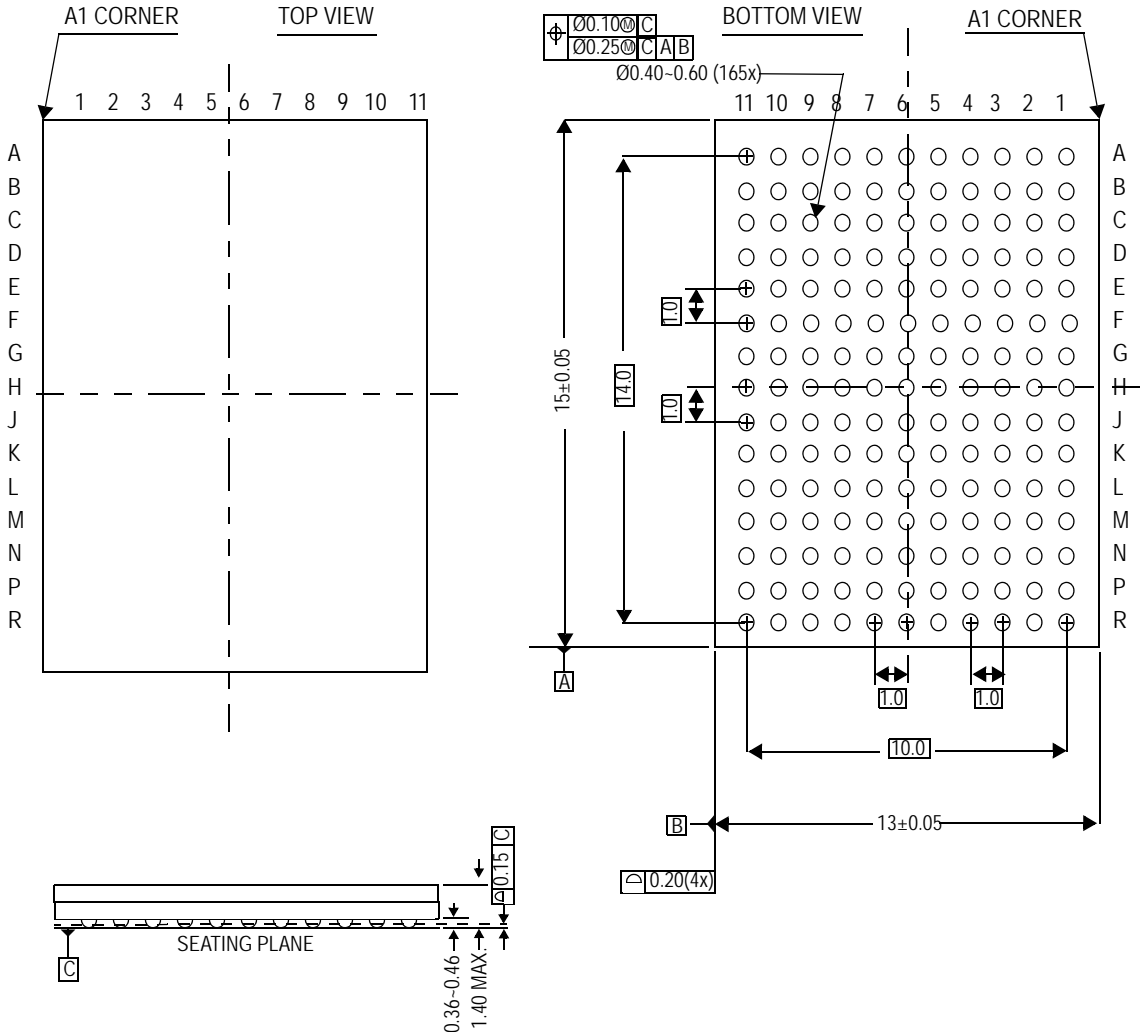 A1 CORNER
TOP VIEW
1 2 3 4 5 6 7 8 9 10 11
A
B
C
D
E
F
G
H
J
K
L
M
N
P
R
Ø0.10Ⓜ C
Ø0.25Ⓜ C A B
Ø0.40~0.60 (165x)
BOTTOM VIEW
A1 CORNER
11 10 9 8 7 6 5 4 3 2 1
A
B
C
D
E
F
G
H
J
K
L
M
N
P
R
15±0.05
14.0
1.0
1.0
A
1.0
1.0
10.0
B
13±0.05
0.20(4x)
0.15 C
SEATING PLANE
C
0.36~0.46
1.40 MAX.